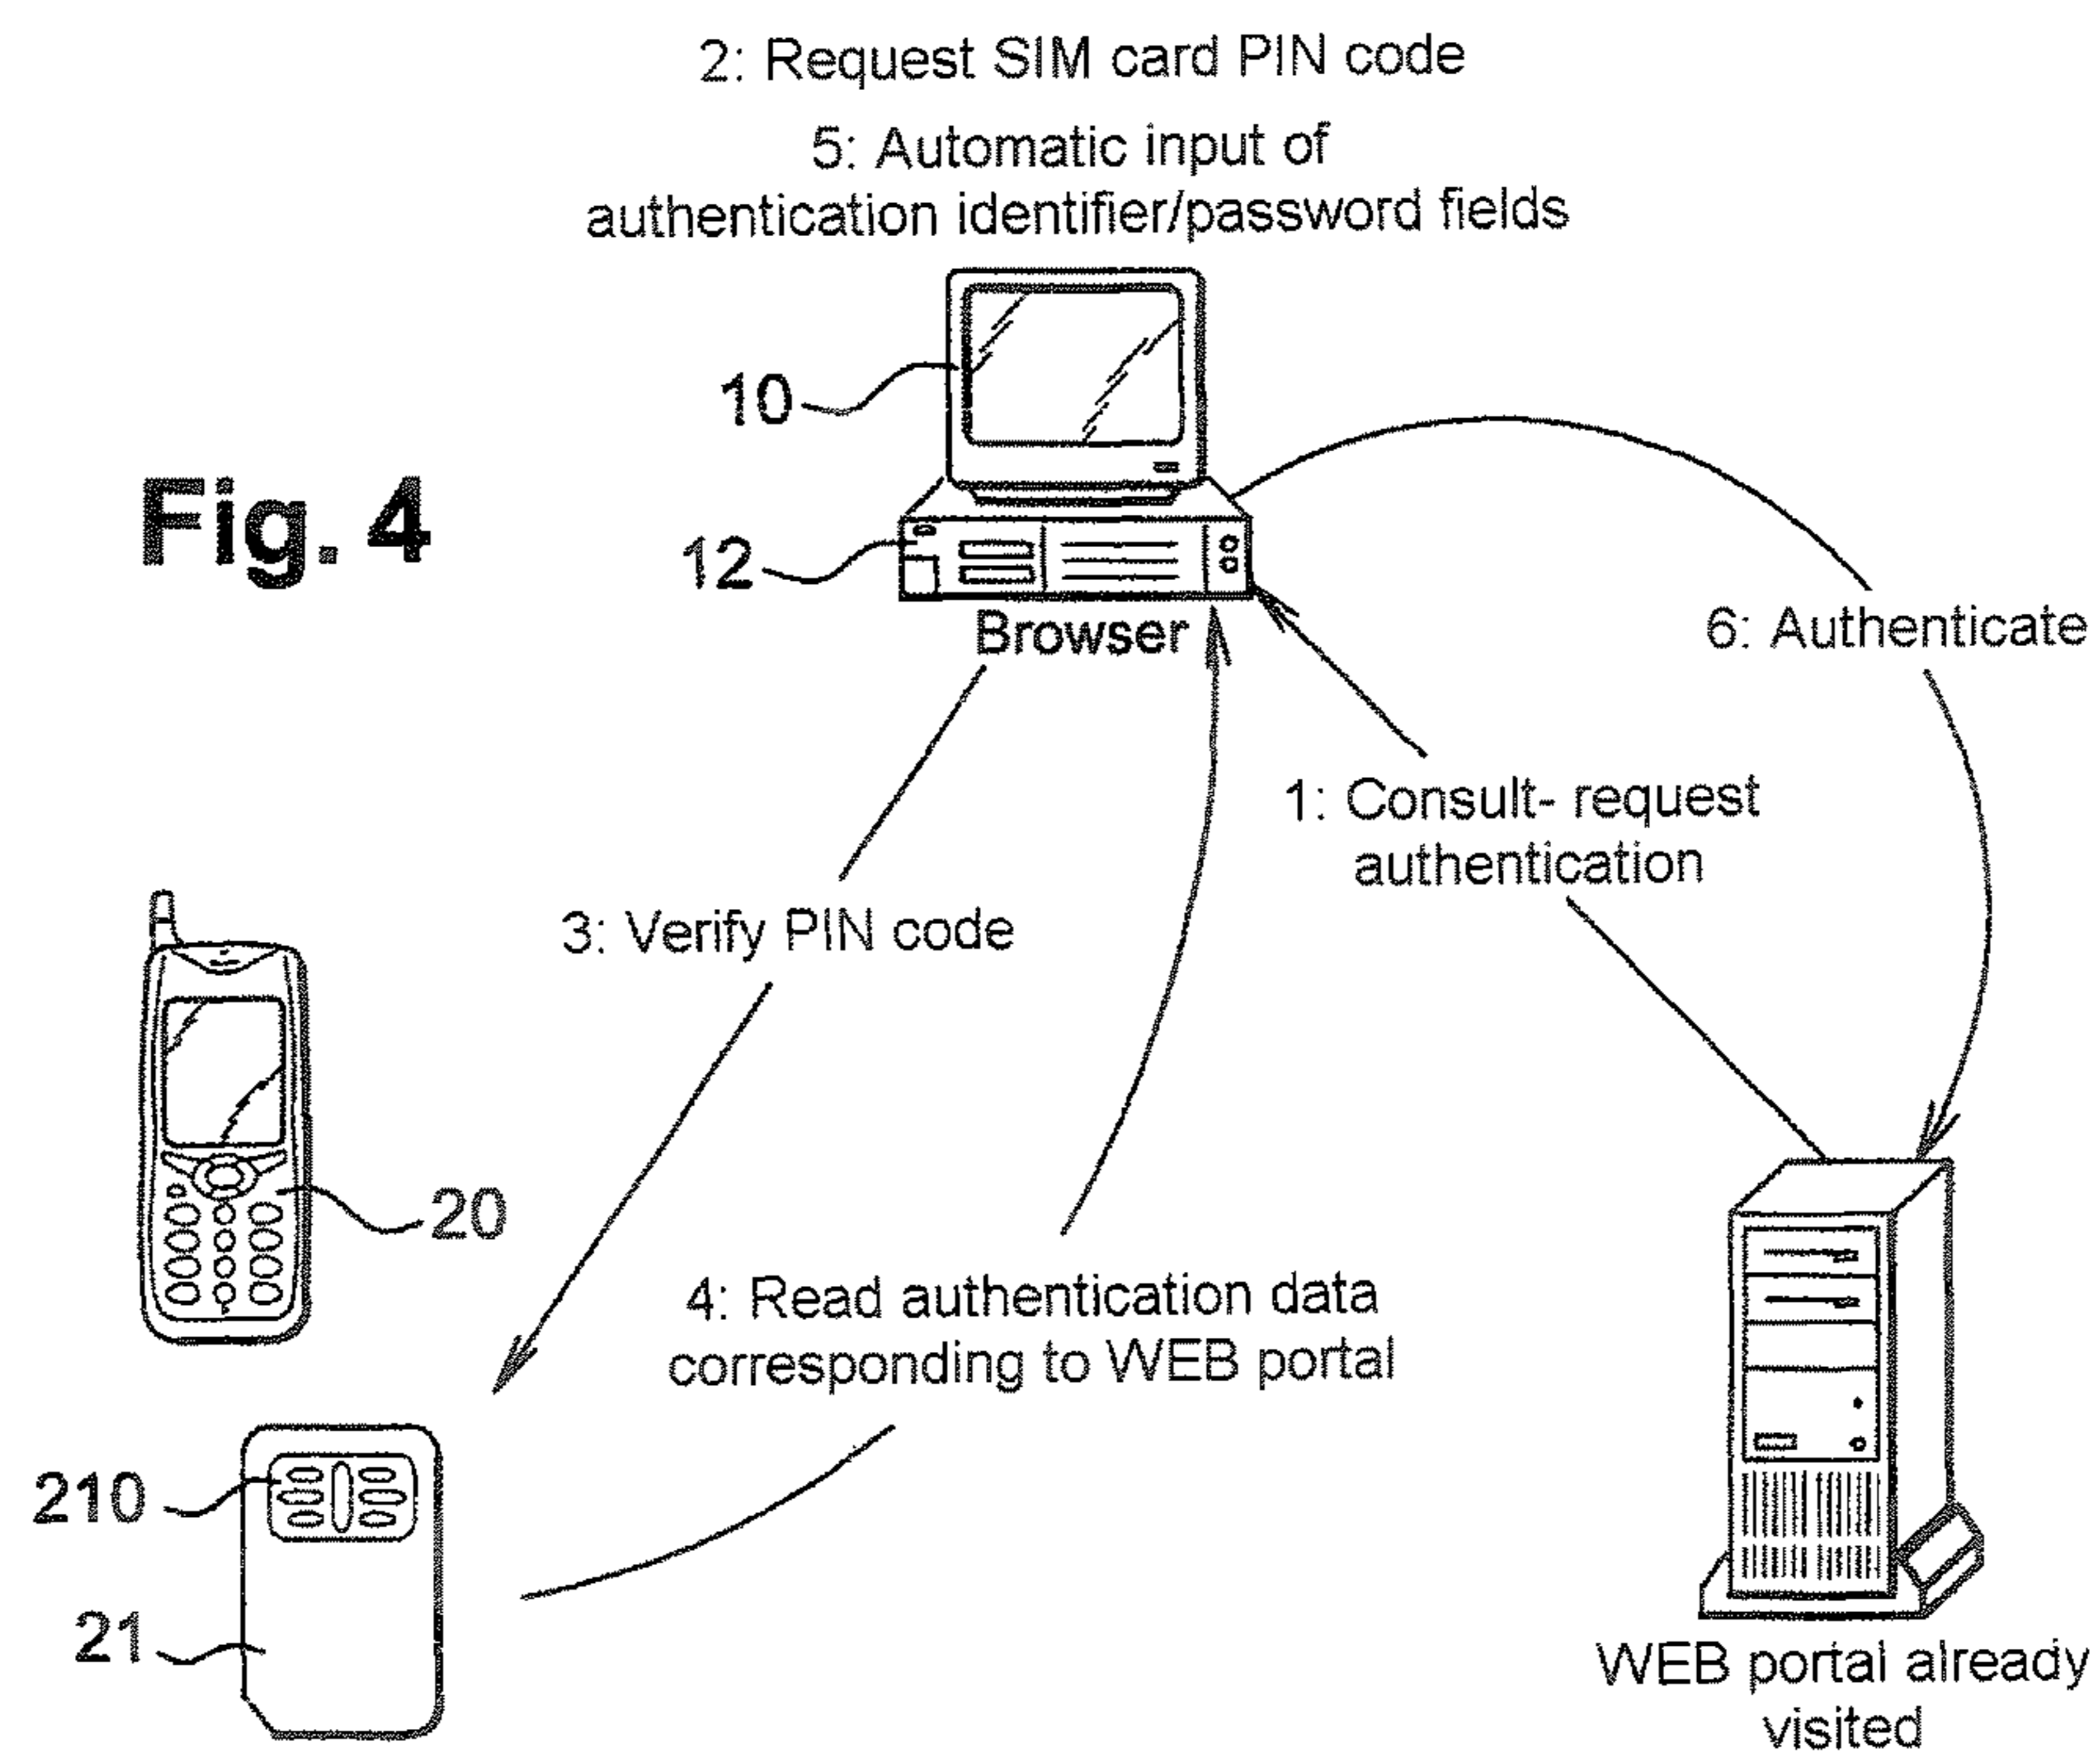 2: Request SIM card PIN code
5: Automatic input of
authentication identifier/password fields
10
Fig. 4
12
Browser
6: Authenticate
1: Consult- request
authentication
3: Verify PIN code
20
4: Read authentication data
corresponding to WEB portal
210
21
WEB portal already
visited